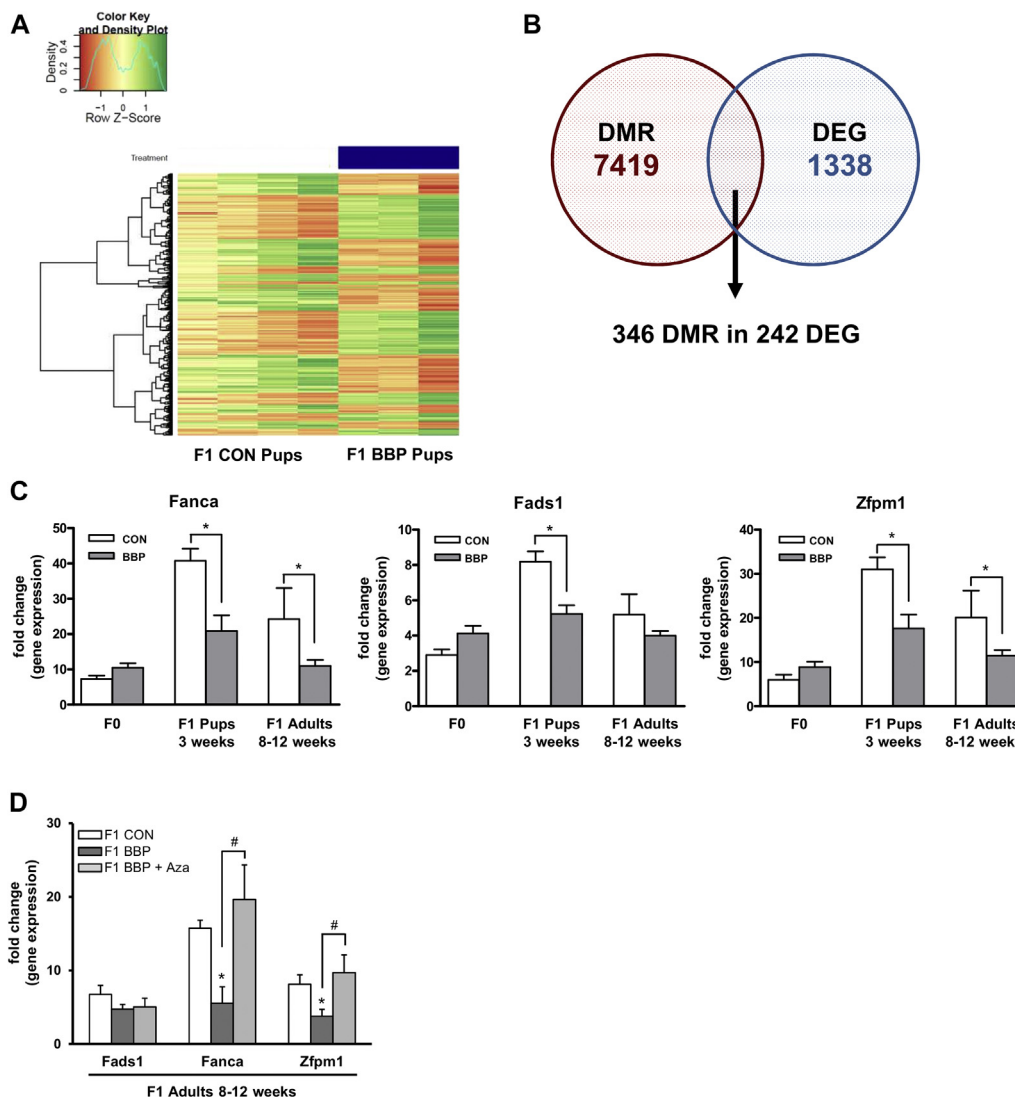 A
Color Key
and Density Plot
Density
0 0.2 0.4
−1 0 1
Row Z-Score
Treatment
F1 CON Pups F1 BBP Pups
B
DMR DEG
7419 1338
346 DMR in 242 DEG
C
Fanca
fold change
(gene expression)
50
40
30
20
10
0
CON
BBP
*
*
F0 F1 Pups F1 Adults
3 weeks 8-12 weeks
Fads1
fold change
(gene expression)
8
6
4
2
0
CON
BBP
*
F0 F1 Pups F1 Adults
3 weeks 8-12 weeks
Zfpm1
fold change
(gene expression)
40
30
20
10
0
CON
BBP
*
*
F0 F1 Pups F1 Adults
3 weeks 8-12 weeks
D
fold change
(gene expression)
30
20
10
0
F1 CON
F1 BBP
F1 BBP + Aza
#
*
#
*
Fads1 Fanca Zfpm1
F1 Adults 8-12 weeks